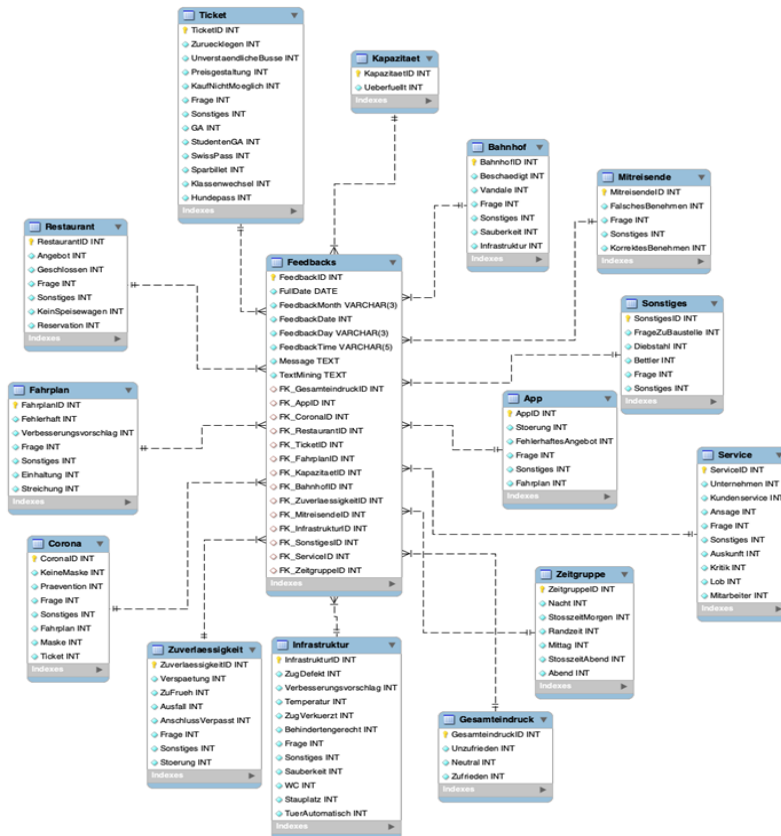 Ticket
TicketID INT
Zuruecklegen INT
UnverstaendlicheBusse INT
Preisgestaltung INT
KaufNichtMoeglich INT
Frage INT
Sonstiges INT
GA INT
StudentenGA INT
SwissPass INT
Sparbillet INT
Klassenwechsel INT
Hundepass INT
Indexes
Kapazitaet
KapazitaetID INT
Ueberfuellt INT
Indexes
Bahnhof
BahnhofID INT
Beschaedigt INT
Vandale INT
Frage INT
Sonstiges INT
Sauberkeit INT
Infrastruktur INT
Indexes
Mitreisende
MitreisendeID INT
FalschesBenehmen INT
Frage INT
Sonstiges INT
KorrektesBenehmen INT
Indexes
Restaurant
RestaurantID INT
Angebot INT
Geschlossen INT
Frage INT
Sonstiges INT
KeinSpeisewagen INT
Reservation INT
Indexes
Feedbacks
FeedbackID INT
FullDate DATE
FeedbackMonth VARCHAR(3)
FeedbackDate INT
FeedbackDay VARCHAR(3)
FeedbackTime VARCHAR(5)
Message TEXT
TextMining TEXT
FK_GesamteindruckID INT
FK_AppID INT
FK_CoronaID INT
FK_RestaurantID INT
FK_TicketID INT
FK_FahrplanID INT
FK_KapazitaetID INT
FK_BahnhofID INT
FK_ZuverlaessigkeitID INT
FK_MitreisendeID INT
FK_InfrastrukturID INT
FK_SonstigesID INT
FK_ServiceID INT
FK_ZeitgruppeID INT
Indexes
Sonstiges
SonstigesID INT
FrageZuBaustelle INT
Diebstahl INT
Bettler INT
Frage INT
Sonstiges INT
Indexes
Fahrplan
FahrplanID INT
Fehlerhaft INT
Verbesserungsvorschlag INT
Frage INT
Sonstiges INT
Einhaltung INT
Streichung INT
Indexes
App
AppID INT
Stoerung INT
FehlerhaftesAngebot INT
Frage INT
Sonstiges INT
Fahrplan INT
Indexes
Service
ServiceID INT
Unternehmen INT
Kundenservice INT
Ansage INT
Frage INT
Sonstiges INT
Auskunft INT
Kritik INT
Lob INT
Mitarbeiter INT
Indexes
Corona
CoronaID INT
KeineMaske INT
Praevention INT
Frage INT
Sonstiges INT
Fahrplan INT
Maske INT
Ticket INT
Indexes
Zeitgruppe
ZeitgruppeID INT
Nacht INT
StosszeitMorgen INT
Randzeit INT
Mittag INT
StosszeitAbend INT
Abend INT
Indexes
Zuverlaessigkeit
ZuverlaessigkeitID INT
Verspaetung INT
ZuFrueh INT
Ausfall INT
AnschlussVerpasst INT
Frage INT
Sonstiges INT
Stoerung INT
Indexes
Infrastruktur
InfrastrukturID INT
ZugDefekt INT
Verbesserungsvorschlag INT
Temperatur INT
ZugVerkuerzt INT
Behindertengerecht INT
Frage INT
Sonstiges INT
Sauberkeit INT
WC INT
Stauplatz INT
TuerAutomatisch INT
Indexes
Gesamteindruck
GesamteindruckID INT
Unzufrieden INT
Neutral INT
Zufrieden INT
Indexes